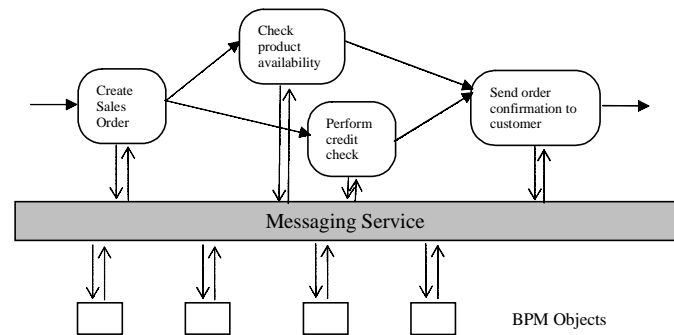 Create
Sales
Order
Check
product
availability
Perform
credit
check
Send order
confirmation to
customer
Messaging Service
BPM Objects